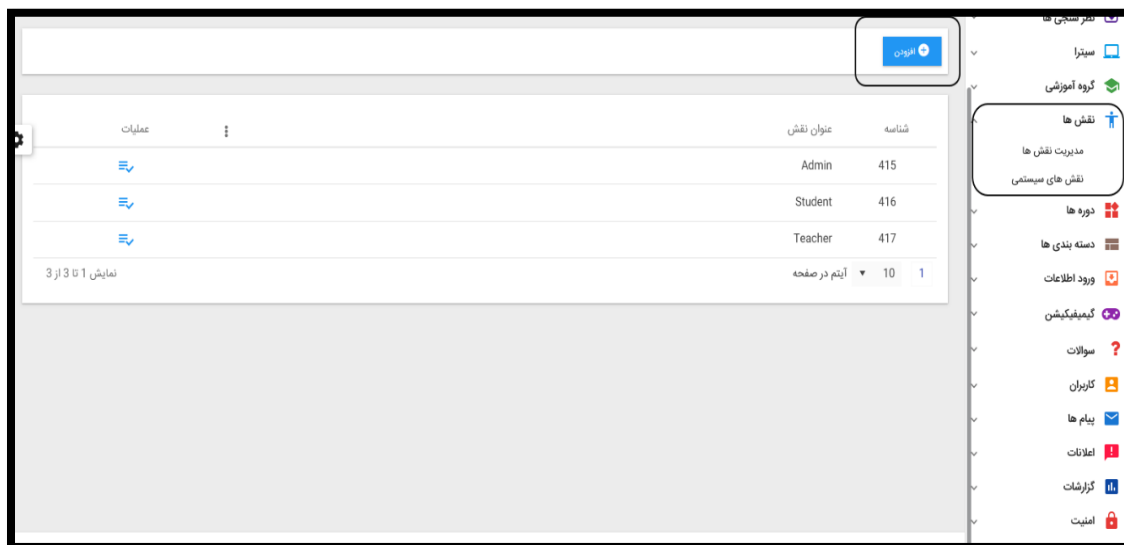 نظر سنجی ها
سیترا
گروه آموزشی
نقش ها
مدیریت نقش ها
نقش های سیستمی
دوره ها
دسته بندی ها
ورود اطلاعات
گیمیفیکیشن
سوالات
کاربران
پیام ها
اعلانات
گزارشات
امنیت
افزودن
شناسه عنوان نقش عملیات
415 Admin
416 Student
417 Teacher
1 10 آیتم در صفحه نمایش 1 تا 3 از 3